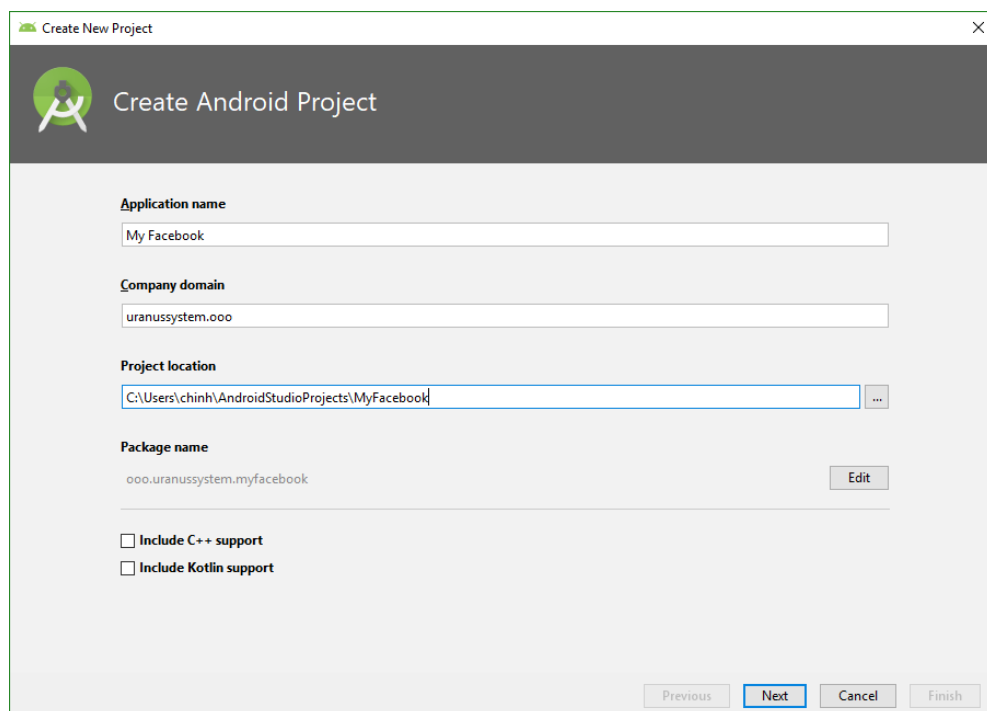 Create New Project
Create Android Project
Application name
My Facebook
Company domain
uranussystem.ooo
Project location
C:\Users\chinh\AndroidStudioProjects\MyFacebook
...
Package name
ooo.uranussystem.myfacebook
Edit
Include C++ support
Include Kotlin support
Previous Next Cancel Finish